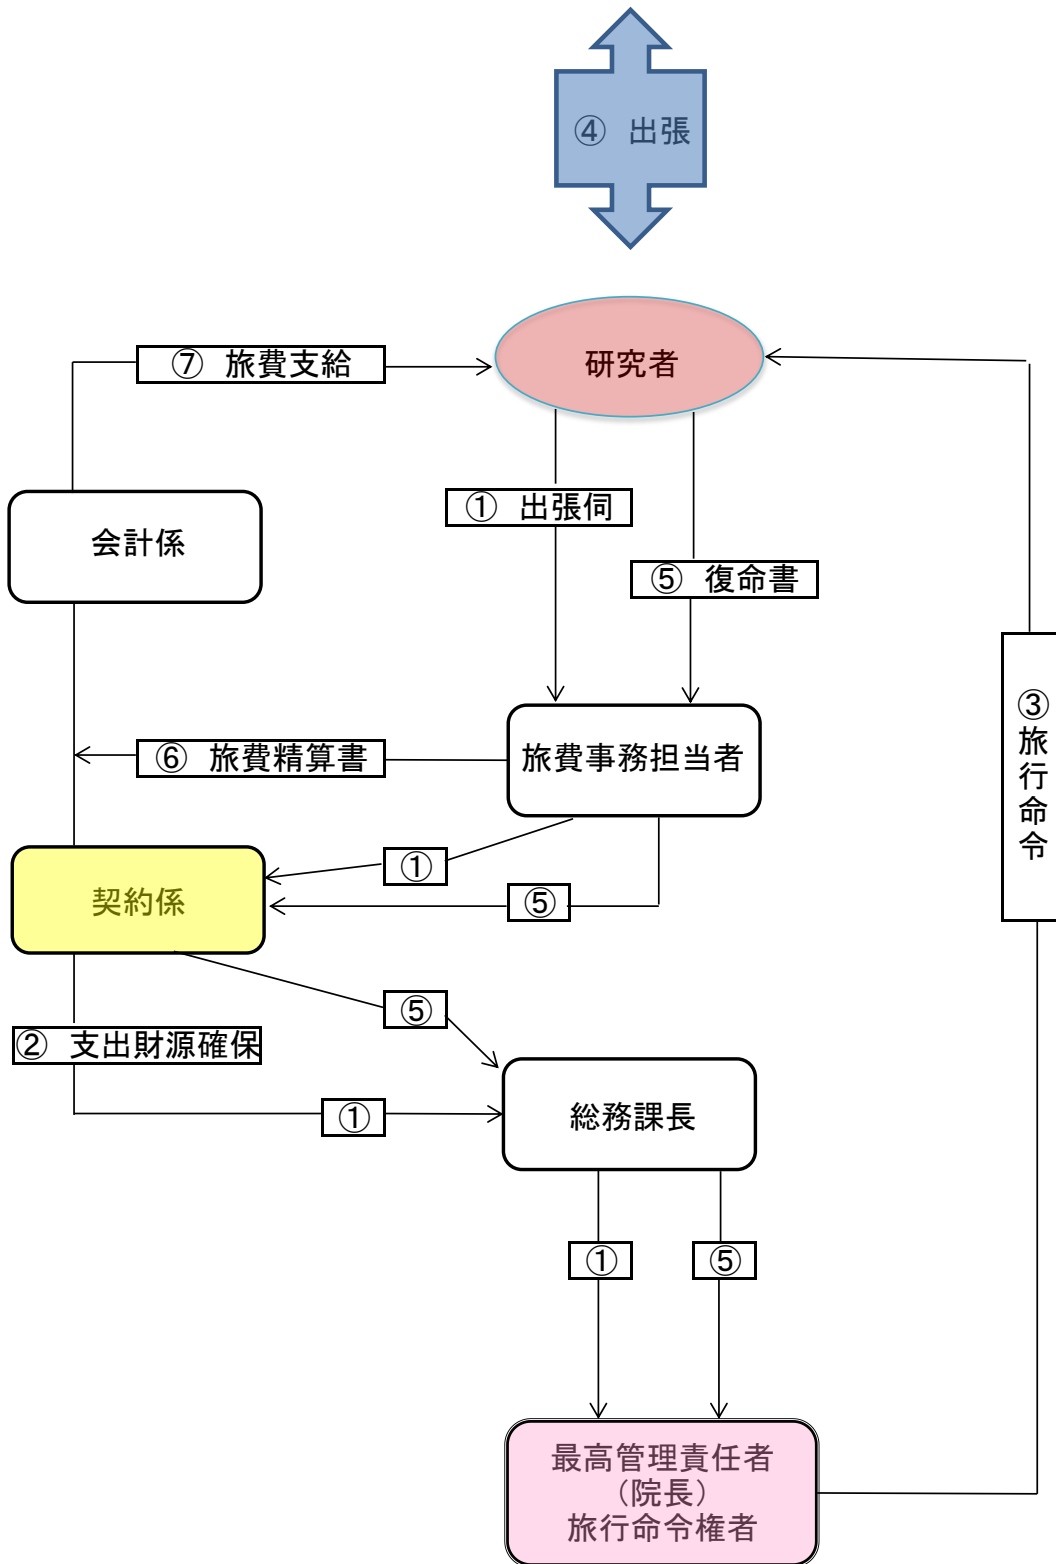 ④ 出張
研究者
⑦ 旅費支給
① 出張伺
会計係
⑤ 復命書
③
旅
行
命
令
⑥ 旅費精算書
旅費事務担当者
①
契約係
⑤
⑤
② 支出財源確保
①
総務課長
①
⑤
最高管理責任者
（院長）
旅行命令権者